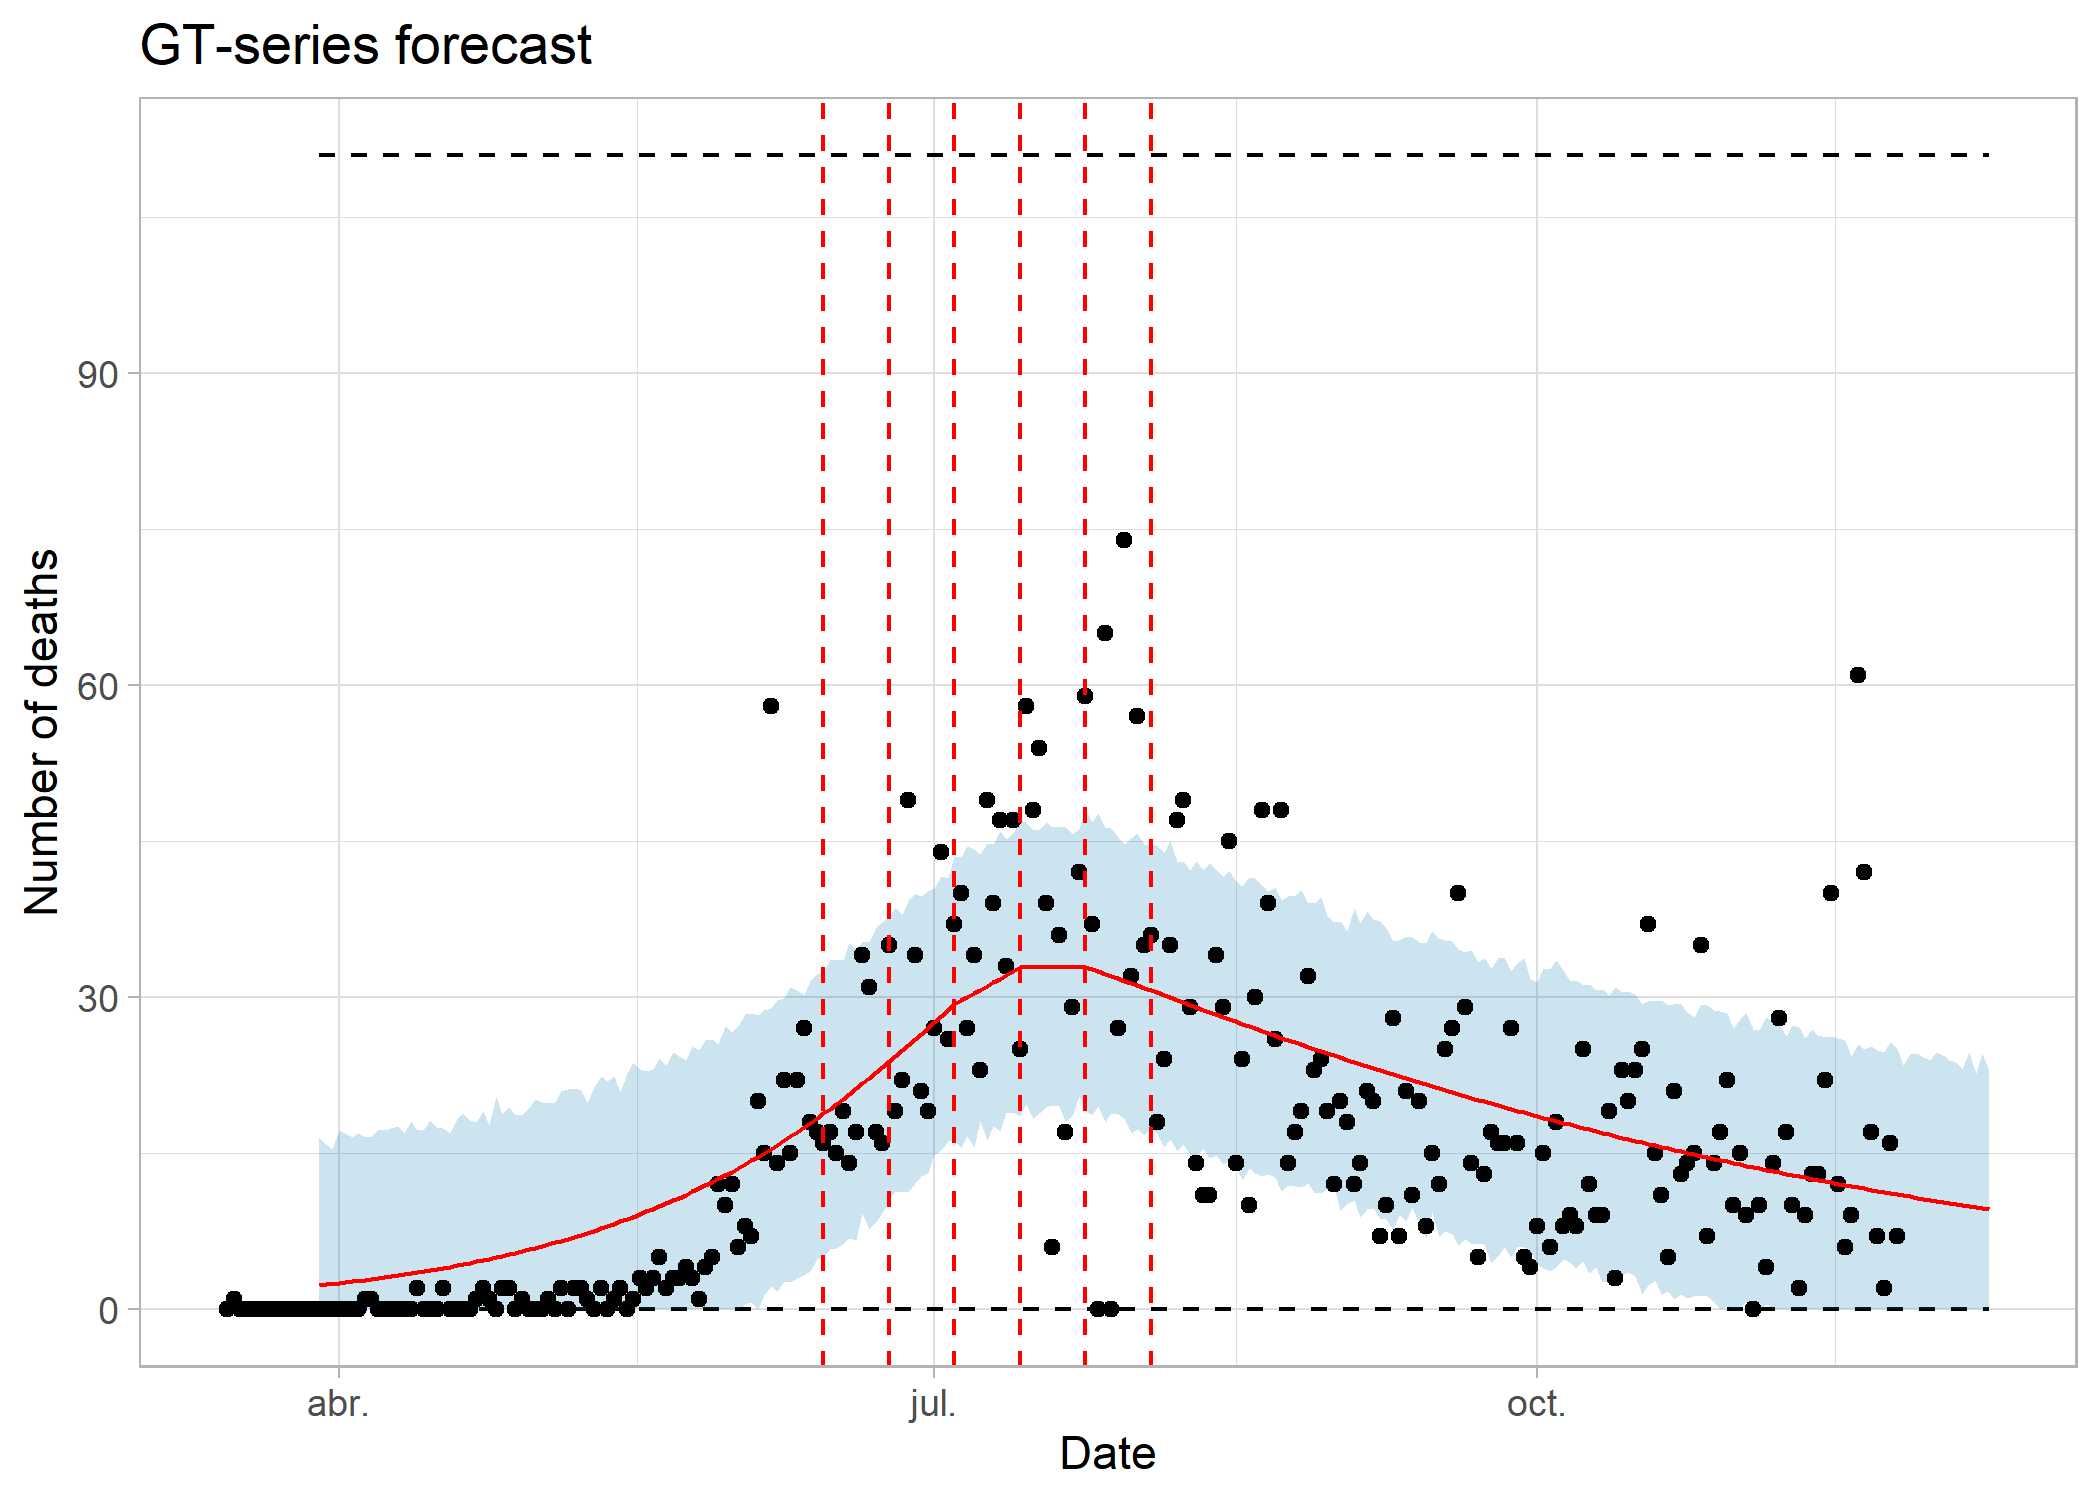 GT-series forecast
Number of deaths
90
60
30
0
abr.
jul.
oct.
Date